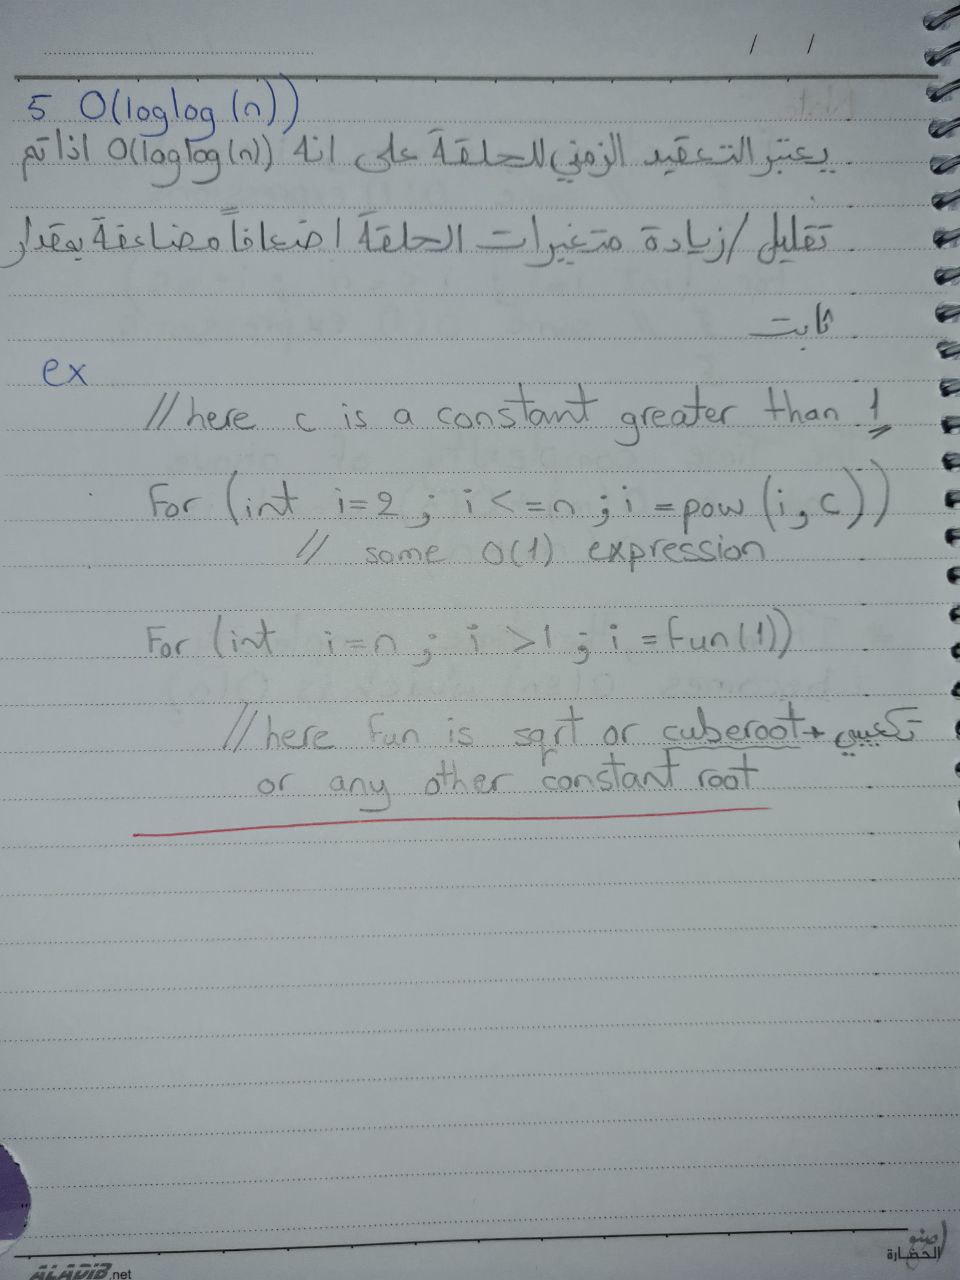 / /
5 O(loglog(n))
يعتبر التعقيد الزمني للحلقة على انه O(loglog(n)) اذا تم
تقليل/زيادة متغيرات الحلقة اضعافاً مضاعفة بمقدار
ثابت
ex
//here c is a constant greater than 1
For (int i=2 ; i <=n ; i =pow (i, c))
// some O(1) expression
For (int i=n ; i >1 ; i =fun(1))
//here fun is sqrt or cuberoot→ تكعيبي
or any other constant root
الحضارة
ALADIB.net